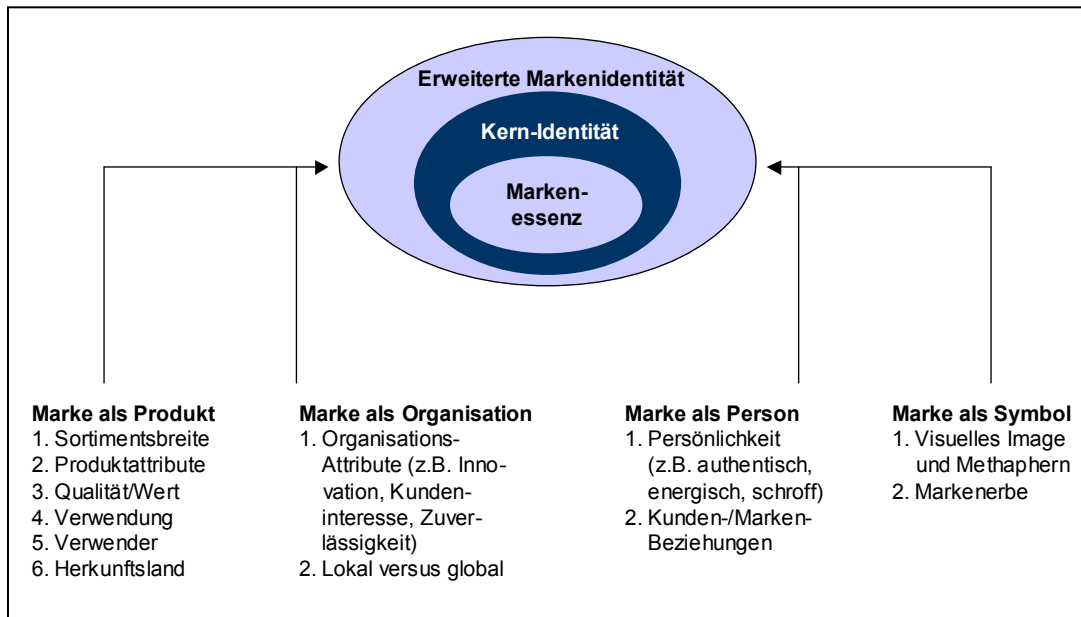 Erweiterte Markenidentität
Kern-Identität
Marken-
essenz
Marke als Produkt
1. Sortimentsbreite
2. Produktattribute
3. Qualität/Wert
4. Verwendung
5. Verwender
6. Herkunftsland
Marke als Organisation
1. Organisations-
Attribute (z.B. Inno-
vation, Kunden-
interesse, Zuver-
lässigkeit)
2. Lokal versus global
Marke als Person
1. Persönlichkeit
(z.B. authentisch,
energisch, schroff)
2. Kunden-/Marken-
Beziehungen
Marke als Symbol
1. Visuelles Image
und Methaphern
2. Markenerbe